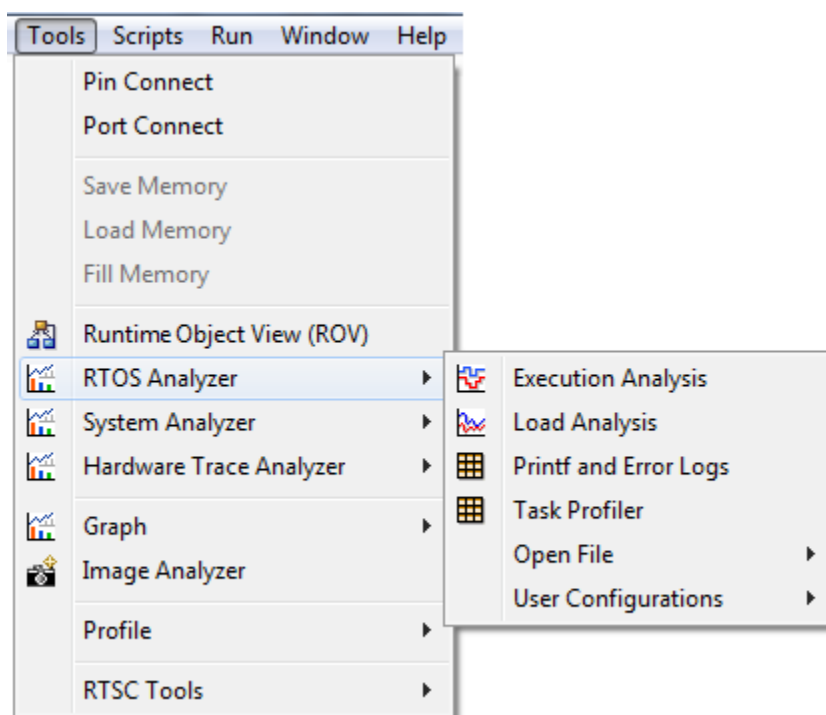 Tools Scripts Run Window Help
Pin Connect
Port Connect
Save Memory
Load Memory
Fill Memory
Runtime Object View (ROV)
RTOS Analyzer
System Analyzer
Hardware Trace Analyzer
Graph
Image Analyzer
Profile
RTSC Tools
Execution Analysis
Load Analysis
Printf and Error Logs
Task Profiler
Open File
User Configurations